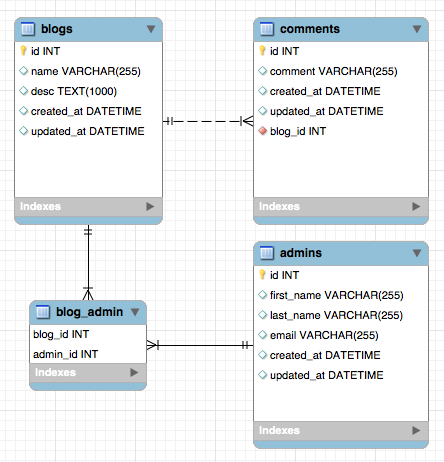 blogs
id INT
name VARCHAR(255)
desc TEXT(1000)
created_at DATETIME
updated_at DATETIME
Indexes
comments
id INT
comment VARCHAR(255)
created_at DATETIME
updated_at DATETIME
blog_id INT
Indexes
blog_admin
blog_id INT
admin_id INT
Indexes
admins
id INT
first_name VARCHAR(255)
last_name VARCHAR(255)
email VARCHAR(255)
created_at DATETIME
updated_at DATETIME
Indexes